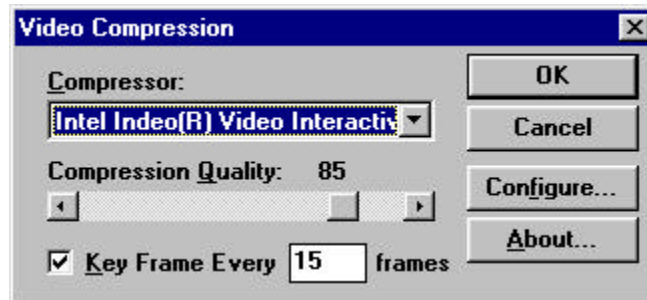 Video Compression
Compressor:
Intel Indeo(R) Video Interactiv
Compression Quality: 85
Key Frame Every 15 frames
OK
Cancel
Configure...
About...